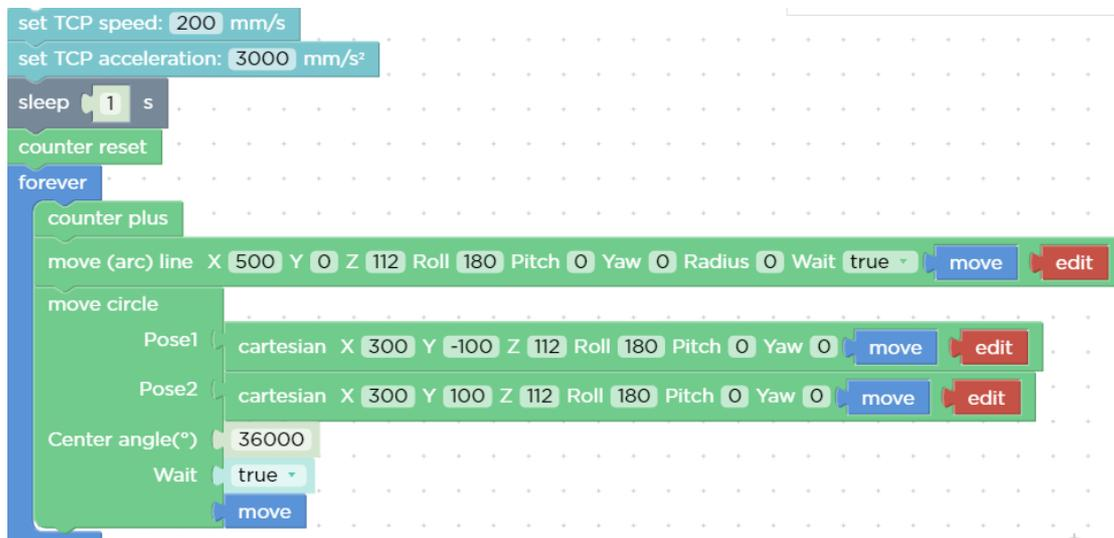 set TCP speed: 200 mm/s
set TCP acceleration: 3000 mm/s²
sleep 1 s
counter reset
forever
counter plus
move (arc) line X 500 Y 0 Z 112 Roll 180 Pitch 0 Yaw 0 Radius 0 Wait true move edit
move circle
Pose1 cartesian X 300 Y -100 Z 112 Roll 180 Pitch 0 Yaw 0 move edit
Pose2 cartesian X 300 Y 100 Z 112 Roll 180 Pitch 0 Yaw 0 move edit
Center angle(°) 36000
Wait true
move